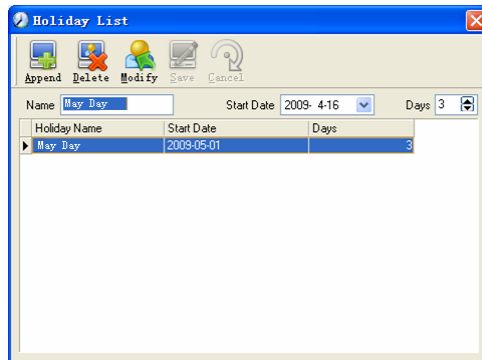 Holiday List
Append Delete Modify Save Cancel
Name May Day Start Date 2009- 4-16 Days 3
Holiday Name Start Date Days
May Day 2009-05-01 3